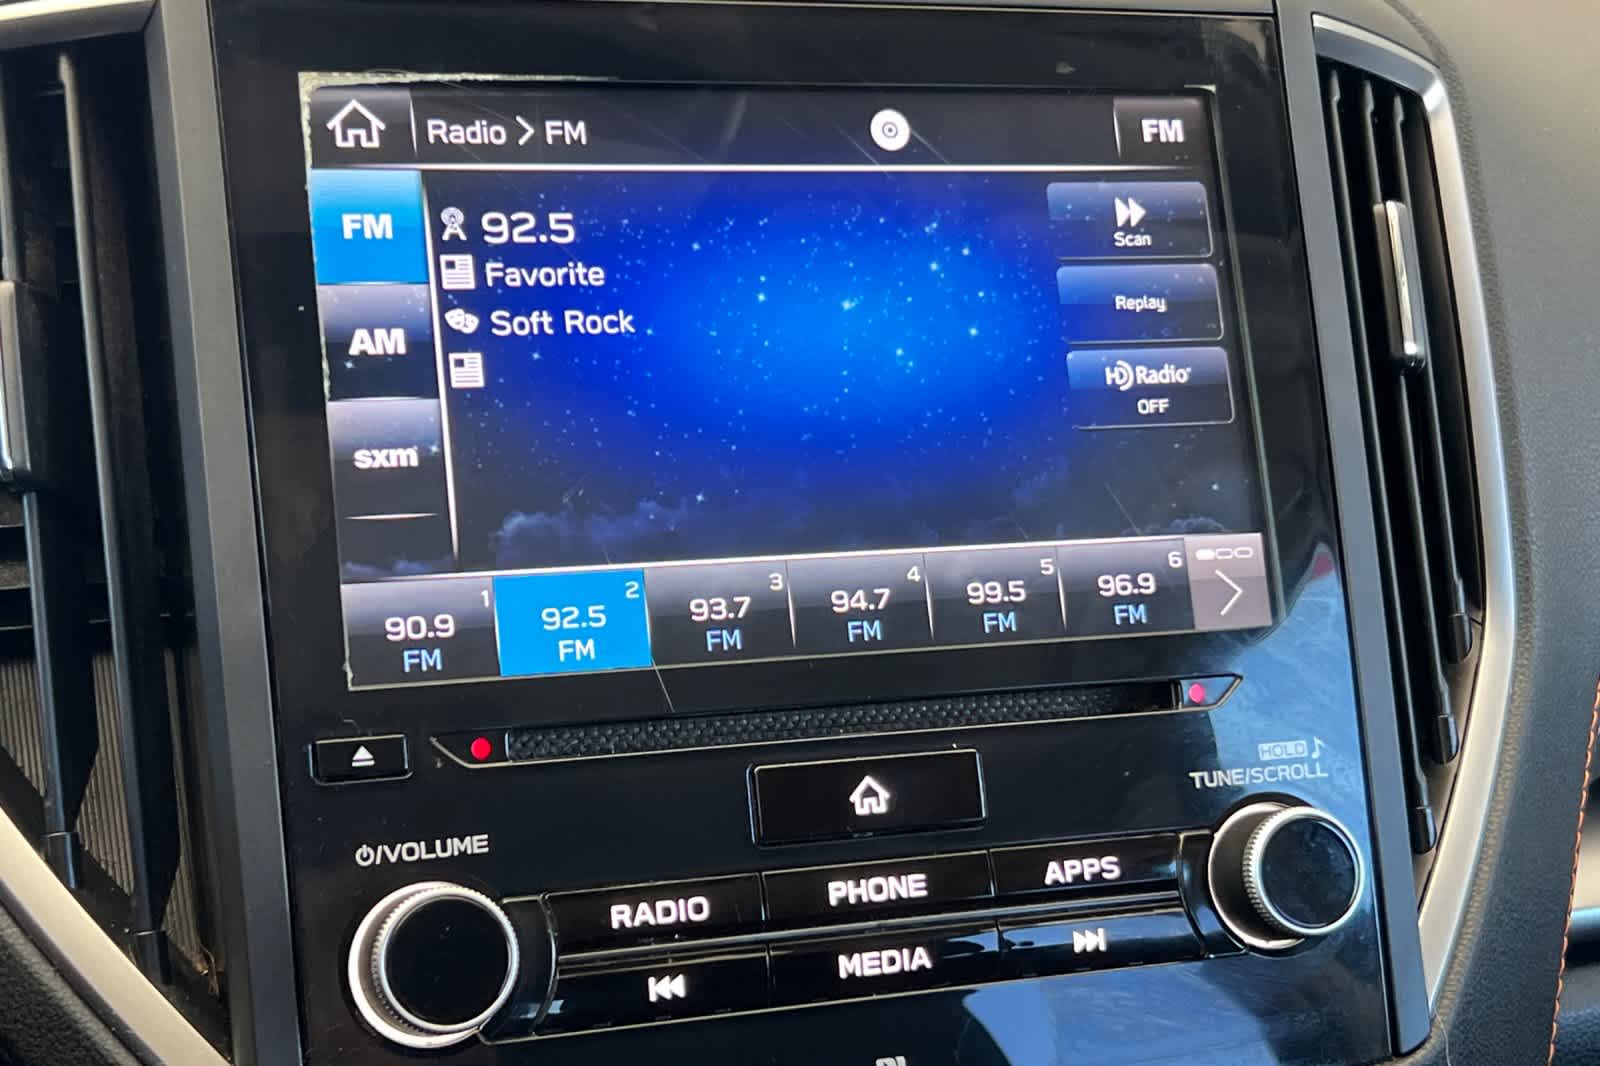 Radio > FM
FM
FM
AM
sxm
92.5
Favorite
Soft Rock
Scan
Replay
HD Radio
OFF
1
90.9
FM
2
92.5
FM
3
93.7
FM
4
94.7
FM
5
99.5
FM
6
96.9
FM
HOLD
TUNE/SCROLL
/VOLUME
RADIO
PHONE
APPS
MEDIA